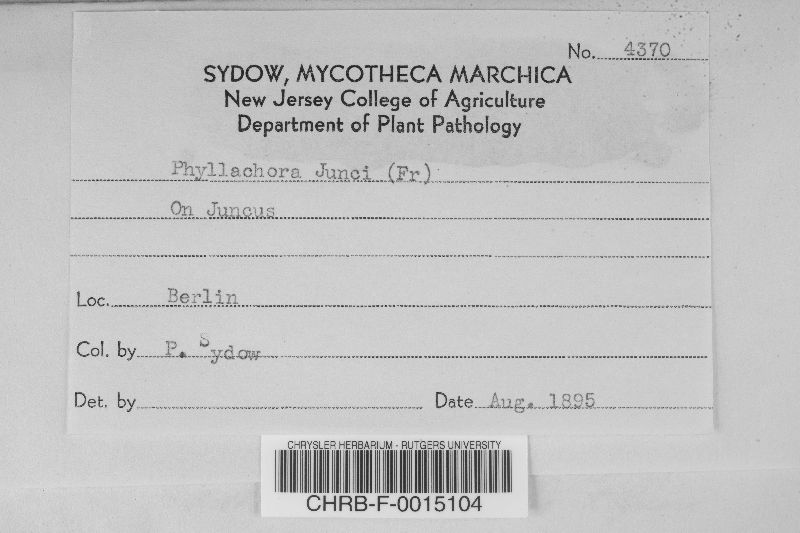 No. 4370
SYDOW, MYCOTHECA MARCHICA
New Jersey College of Agriculture
Department of Plant Pathology
Phyllachora Junci (Fr)
On Juncus
Loc. Berlin
Col. by P. Sydow
Det. by
Date Aug. 1895
CHRYSLER HERBARIUM - RUTGERS UNIVERSITY
CHRB-F-0015104